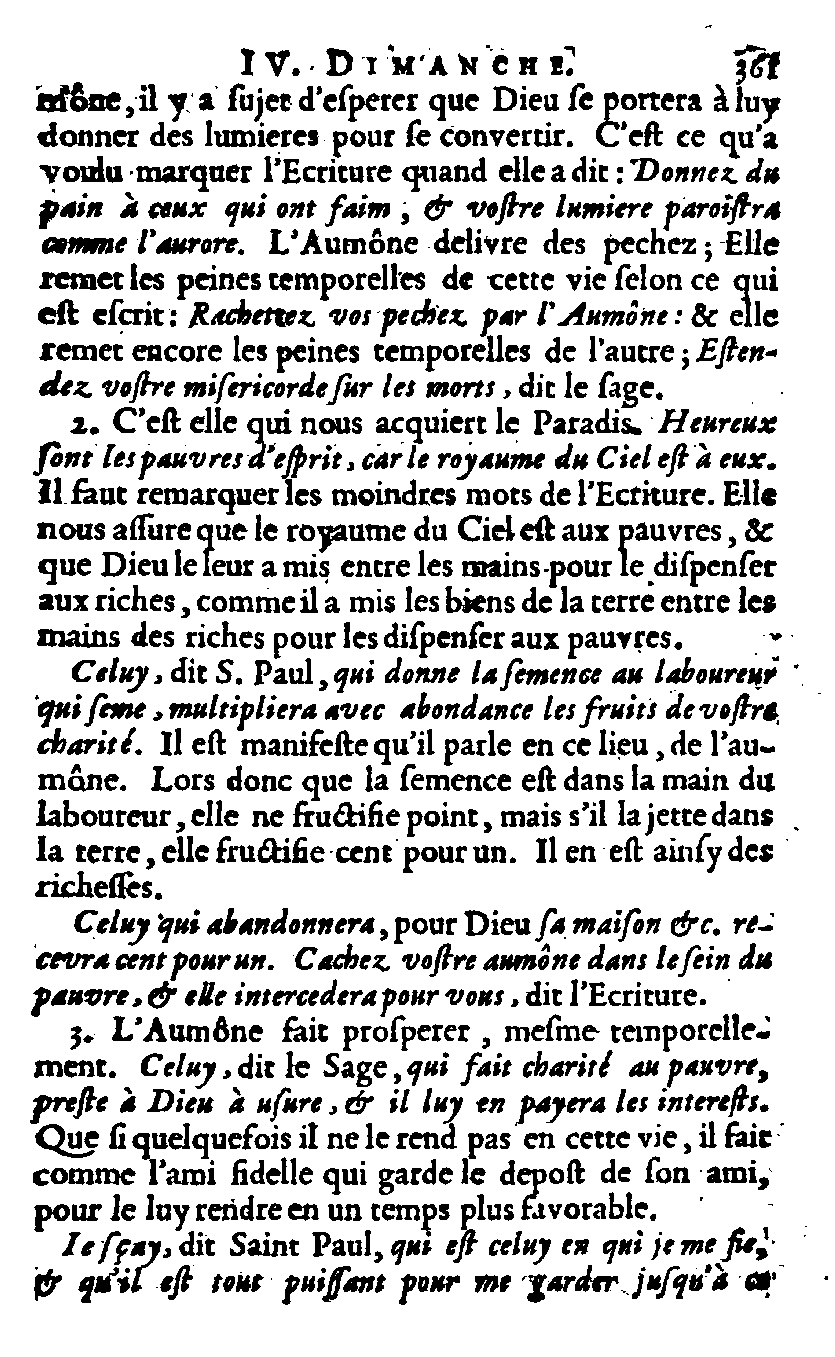 IV. DIMANCHE. 361
mône, il y a ſujet d'eſperer que Dieu ſe portera à luy
donner des lumieres pour ſe convertir. C'eſt ce qu'a
voulu marquer l'Ecriture quand elle a dit : Donnez du
pain à ceux qui ont faim ; & voſtre lumiere paroiſtra
comme l'aurore. L'Aumône delivre des pechez ; Elle
remet les peines temporelles de cette vie ſelon ce qui
eſt eſcrit : Rachettez vos pechez par l'Aumône : & elle
remet encore les peines temporelles de l'autre ; Eſten-
dez voſtre miſericorde ſur les morts, dit le ſage.
2. C'eſt elle qui nous acquiert le Paradis. Heureux
ſont les pauvres d'eſprit, car le royaume du Ciel eſt à eux.
Il faut remarquer les moindres mots de l'Ecriture. Elle
nous aſſure que le royaume du Ciel eſt aux pauvres, &
que Dieu le leur a mis entre les mains pour le diſpenſer
aux riches, comme il a mis les biens de la terre entre les
mains des riches pour les diſpenſer aux pauvres.
Celuy, dit S. Paul, qui donne la ſemence au laboureur
qui ſeme, multipliera avec abondance les fruits de voſtre
charité. Il eſt manifeſte qu'il parle en ce lieu, de l'au-
mône. Lors donc que la ſemence eſt dans la main du
laboureur, elle ne fructifie point, mais s'il la jette dans
la terre, elle fructifie cent pour un. Il en eſt ainſy des
richeſſes.
Celuy qui abandonnera, pour Dieu ſa maiſon &c. re-
cevra cent pour un. Cachez voſtre aumône dans le ſein du
pauvre, & elle intercedera pour vous, dit l'Ecriture.
3. L'Aumône fait proſperer, meſme temporelle-
ment. Celuy, dit le Sage, qui fait charité au pauvre,
preſte à Dieu à uſure, & il luy en payera les intereſts.
Que ſi quelquefois il ne le rend pas en cette vie, il fait
comme l'ami fidelle qui garde le depoſt de ſon ami,
pour le luy rendre en un temps plus favorable.
Ie ſçay, dit Saint Paul, qui eſt celuy en qui je me fie,
& qu'il eſt tout puiſſant pour me garder juſqu'à ce